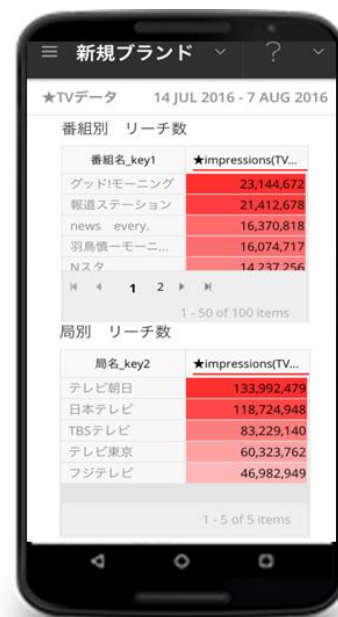 新規ブランド ?
★TVデータ 14 JUL 2016 - 7 AUG 2016
番組別 リーチ数
番組名_key1 ★impressions(TV...
グッド!モーニング 23,144,672
報道ステーション 21,412,678
news every. 16,370,818
羽鳥慎一モーニ... 16,074,717
Nスタ 14,237,256
1 2
1 - 50 of 100 items
局別 リーチ数
局名_key2 ★impressions(TV...
テレビ朝日 133,992,479
日本テレビ 118,724,948
TBSテレビ 83,229,140
テレビ東京 60,323,762
フジテレビ 46,982,949
1 - 5 of 5 items